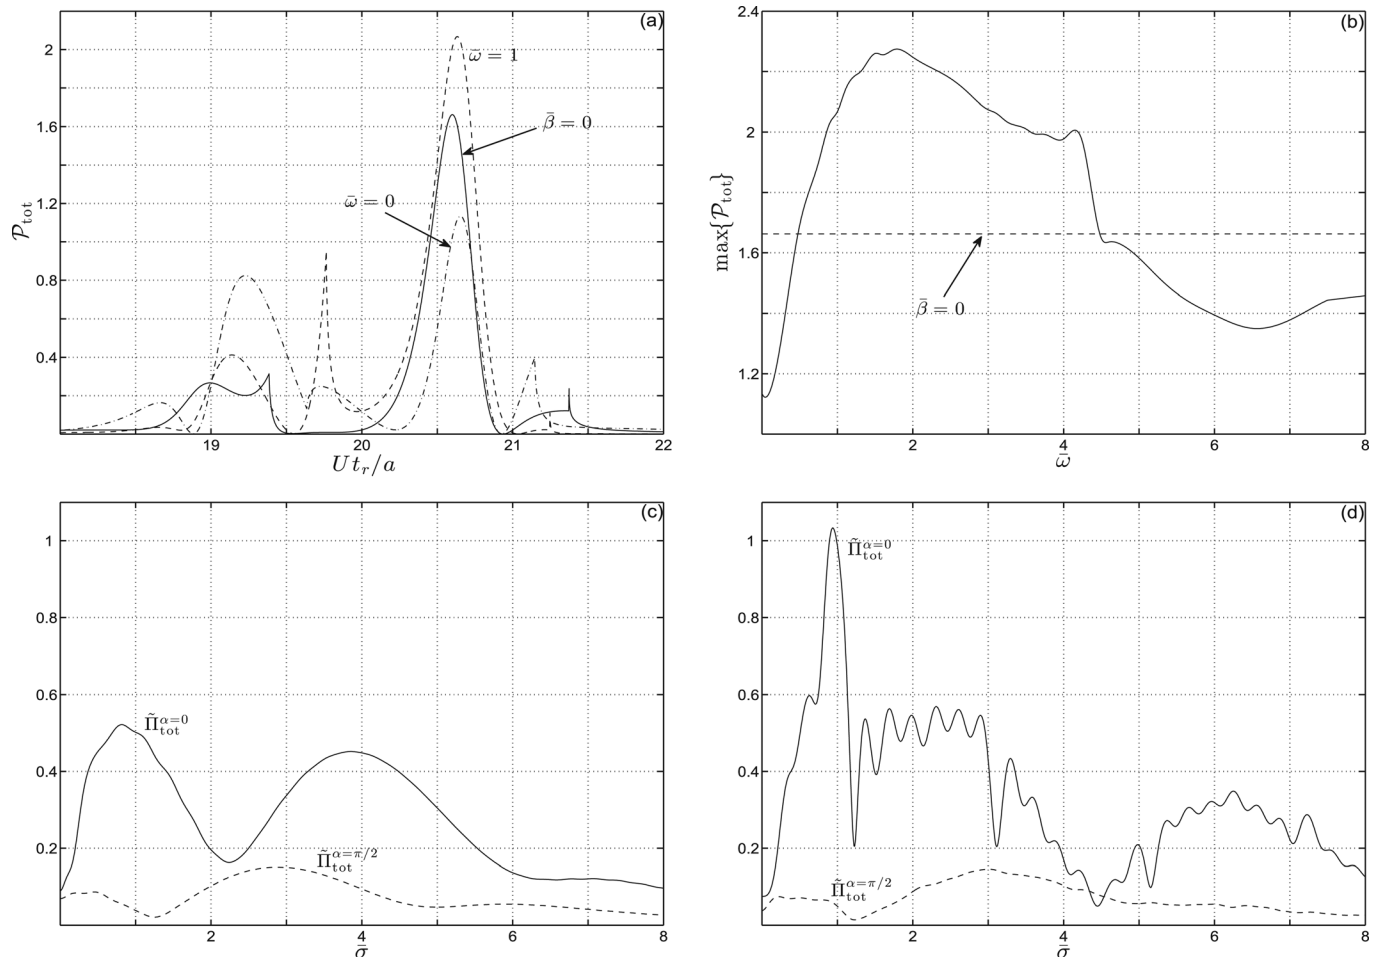 (a)
2
1.6
1.2
0.8
0.4
𝒫_tot
ω̄ = 1
β̄ = 0
ω̄ = 0
19 20 21 22
Ut_r/a
(b)
2.4
2
1.6
1.2
max{𝒫_tot}
β̄ = 0
2 4 6 8
ω̄
(c)
1
0.8
0.6
0.4
0.2
Π̃_tot^{α=0}
Π̃_tot^{α=π/2}
2 4 6 8
σ̄
(d)
1
0.8
0.6
0.4
0.2
Π̃_tot^{α=0}
Π̃_tot^{α=π/2}
2 4 6 8
σ̄